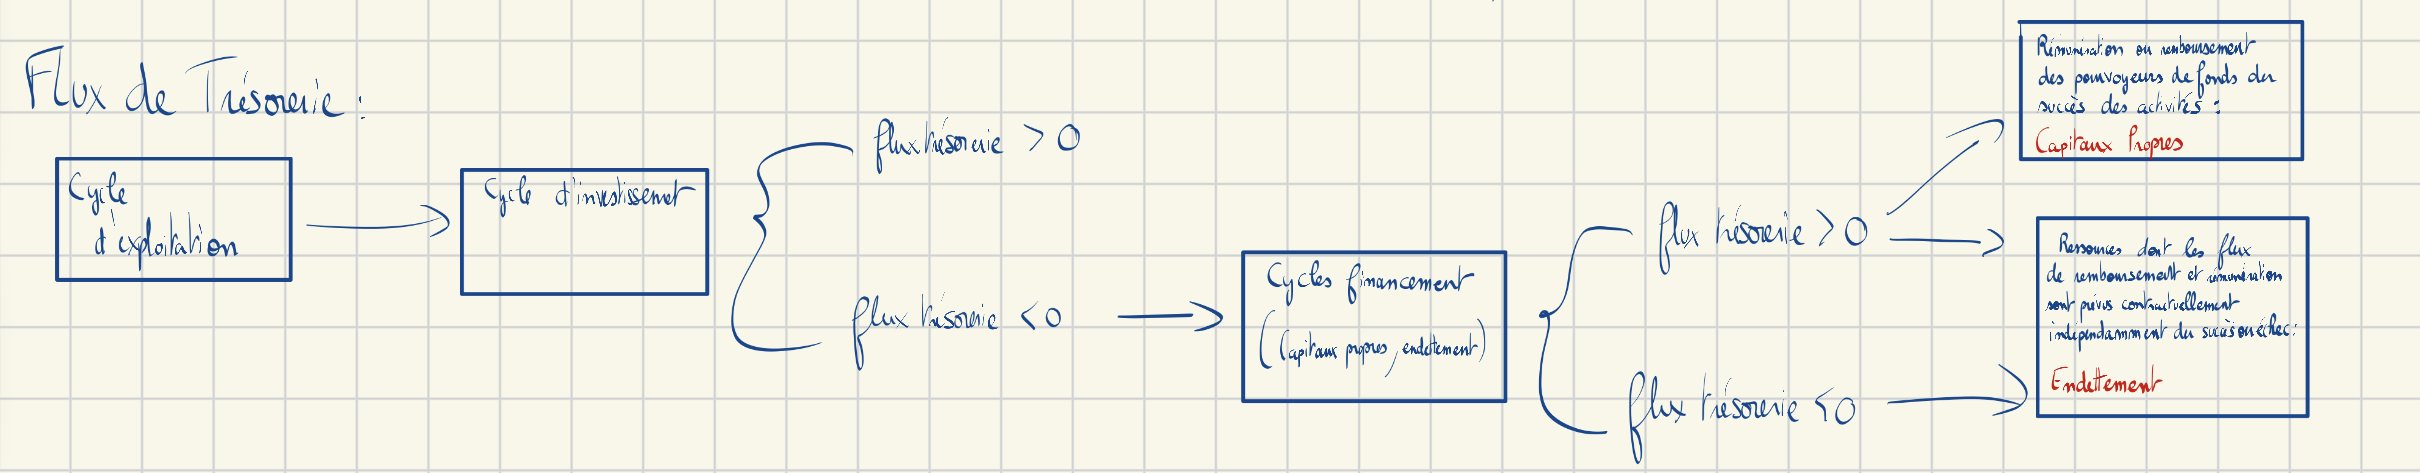 Flux de Trésorerie :
Cycle
d'exploitation
Cycle d'investissemet
flux trésorerie > 0
flux trésorerie < 0
Cycles financement
(Capitaux propres, endettement)
flux trésorerie > 0
flux trésorerie < 0
Rémunération ou remboursement
des pourvoyeurs de fonds du
succès des activités :
Capitaux Propres
Ressources dont les flux
de remboursement et rémunération
sont prévus contractuellement
indépendamment du succès ou échec :
Endettement